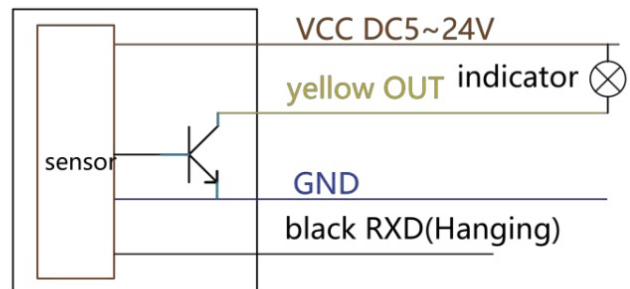 VCC DC5~24V
yellow OUT
indicator
sensor
GND
black RXD(Hanging)